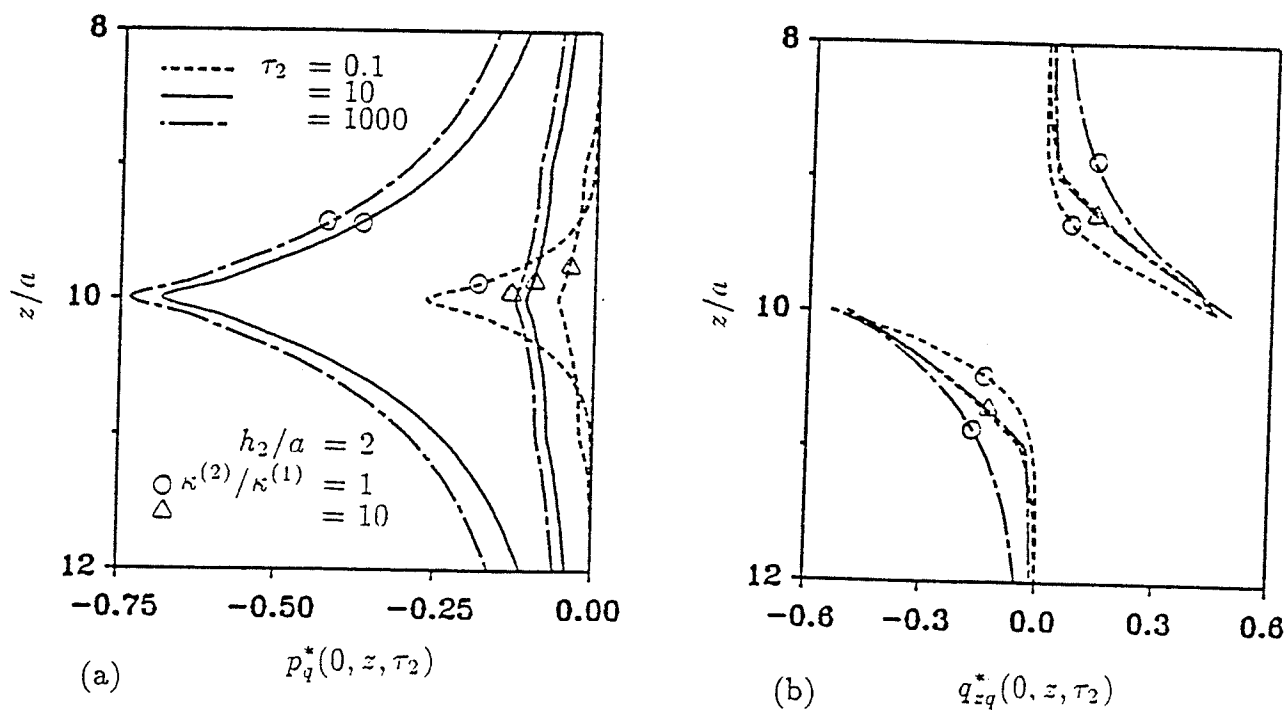 τ₂ = 0.1
= 10
= 1000
8
z/a
10
12
h₂/a = 2
κ⁽²⁾/κ⁽¹⁾ = 1
= 10
−0.75 −0.50 −0.25 0.00
(a)
p*q(0, z, τ₂)
8
z/a
10
12
−0.6 −0.3 0.0 0.3 0.6
(b)
q*zq(0, z, τ₂)